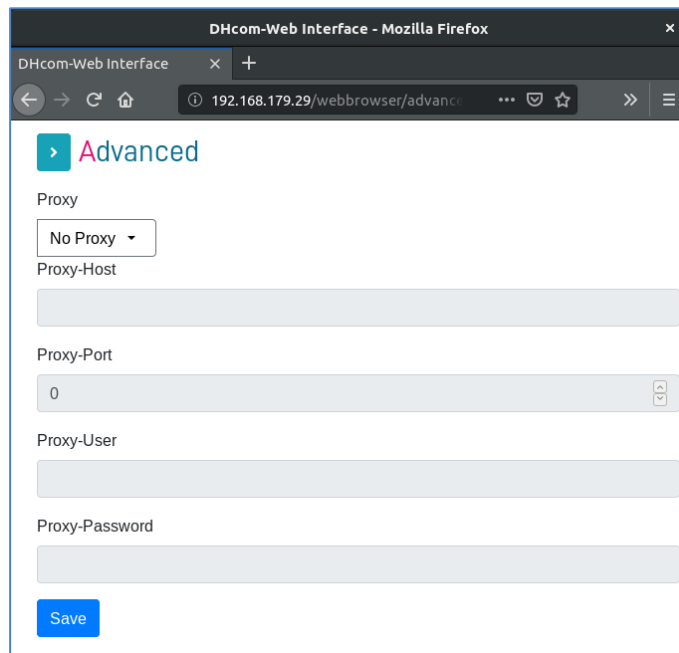 DHcom-Web Interface - Mozilla Firefox
DHcom-Web Interface
192.168.179.29/webbrowser/advance
Advanced
Proxy
No Proxy
Proxy-Host
Proxy-Port
0
Proxy-User
Proxy-Password
Save